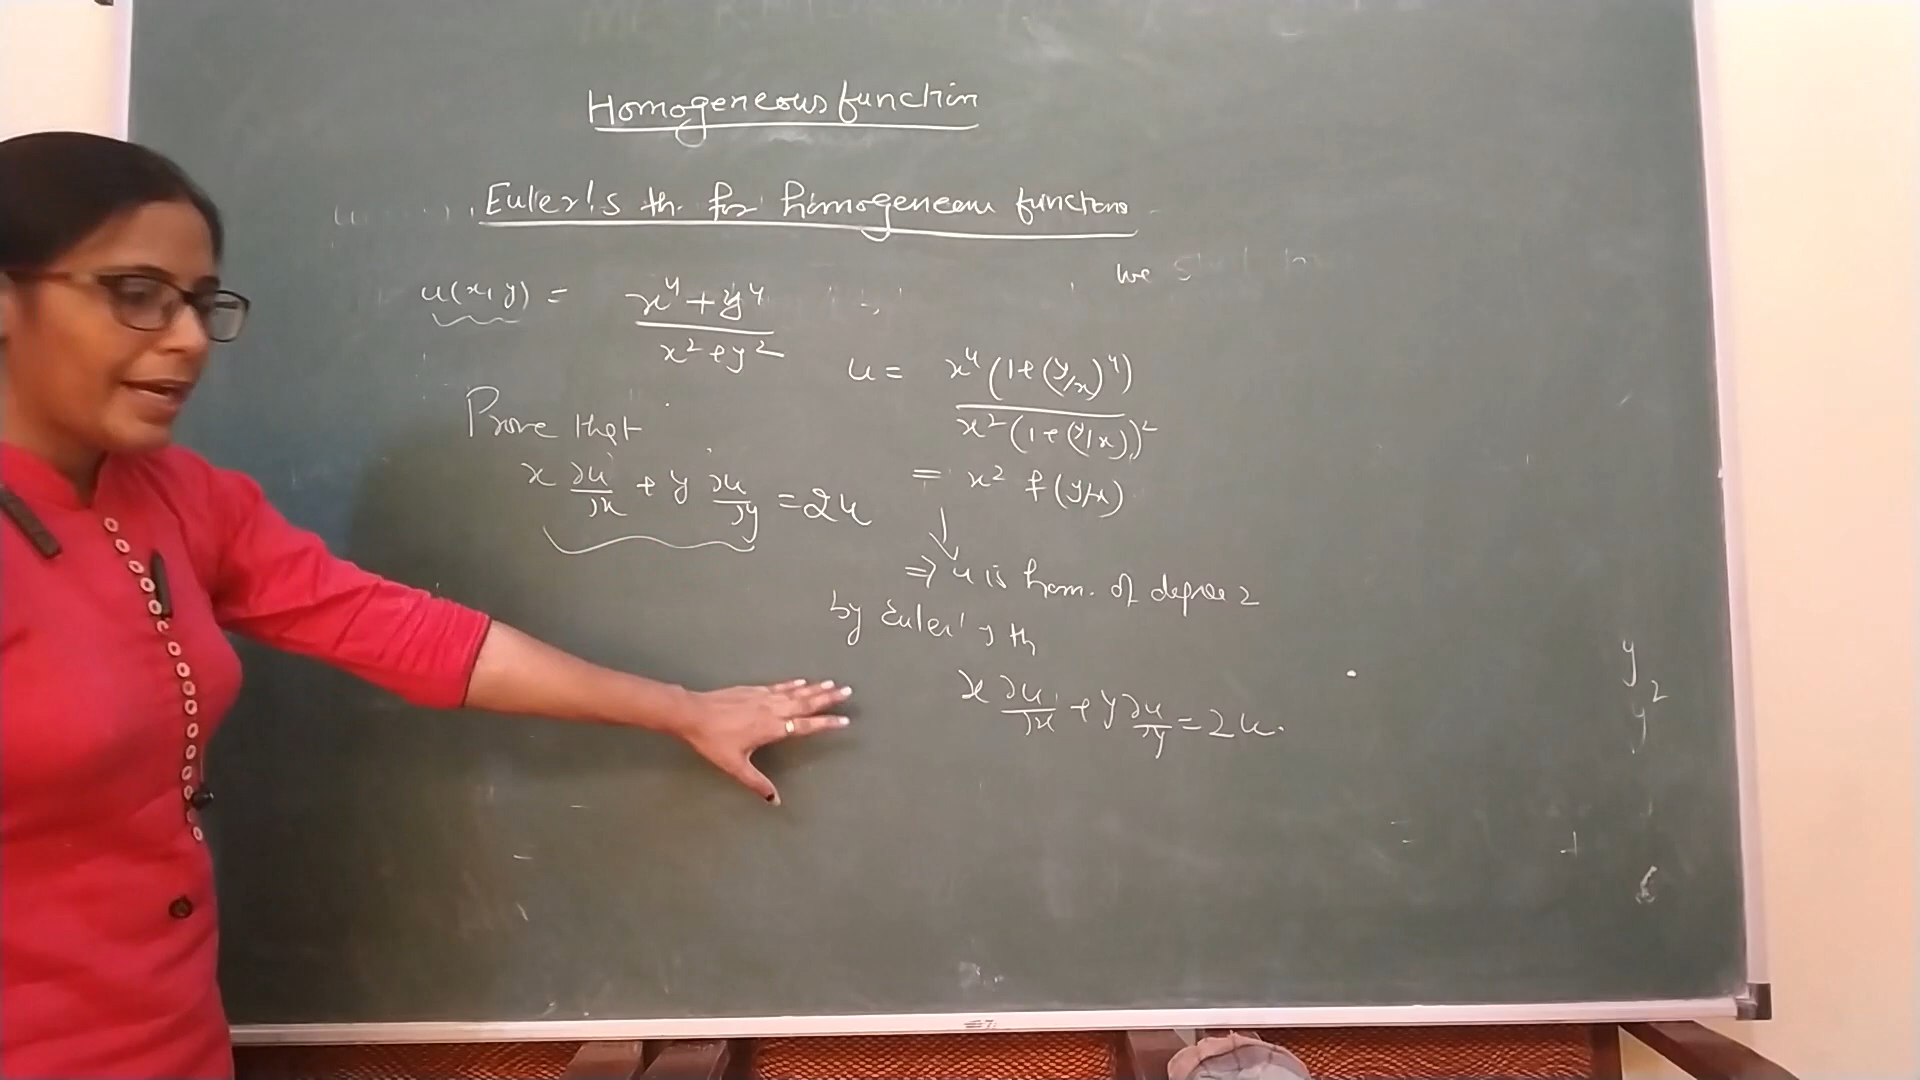 Homogeneous function
Euler's th. for homogeneous functions
we
u(x, y) = x⁴+y⁴ / x²+y²
u = x⁴(1+(y/x)⁴) / x²(1+(y/x))²
Prove that
= x² f(y/x)
x ∂u/∂x + y ∂u/∂y = 2u
⇒ u is hom. of degree 2
by Euler's th
x ∂u/∂x + y ∂u/∂y = 2u.
y
2
y